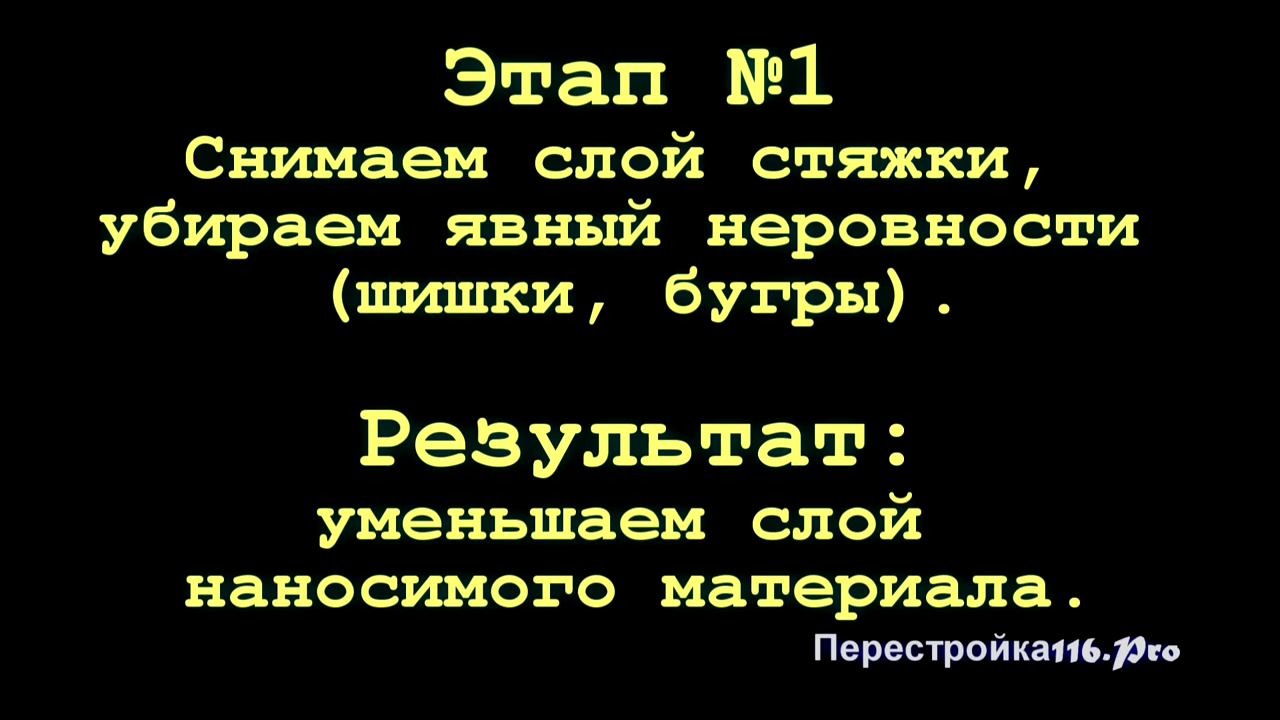 Этап №1
Снимаем слой стяжки,
убираем явный неровности
(шишки, бугры).
Результат:
уменьшаем слой
наносимого материала.
Перестройка116.Pro